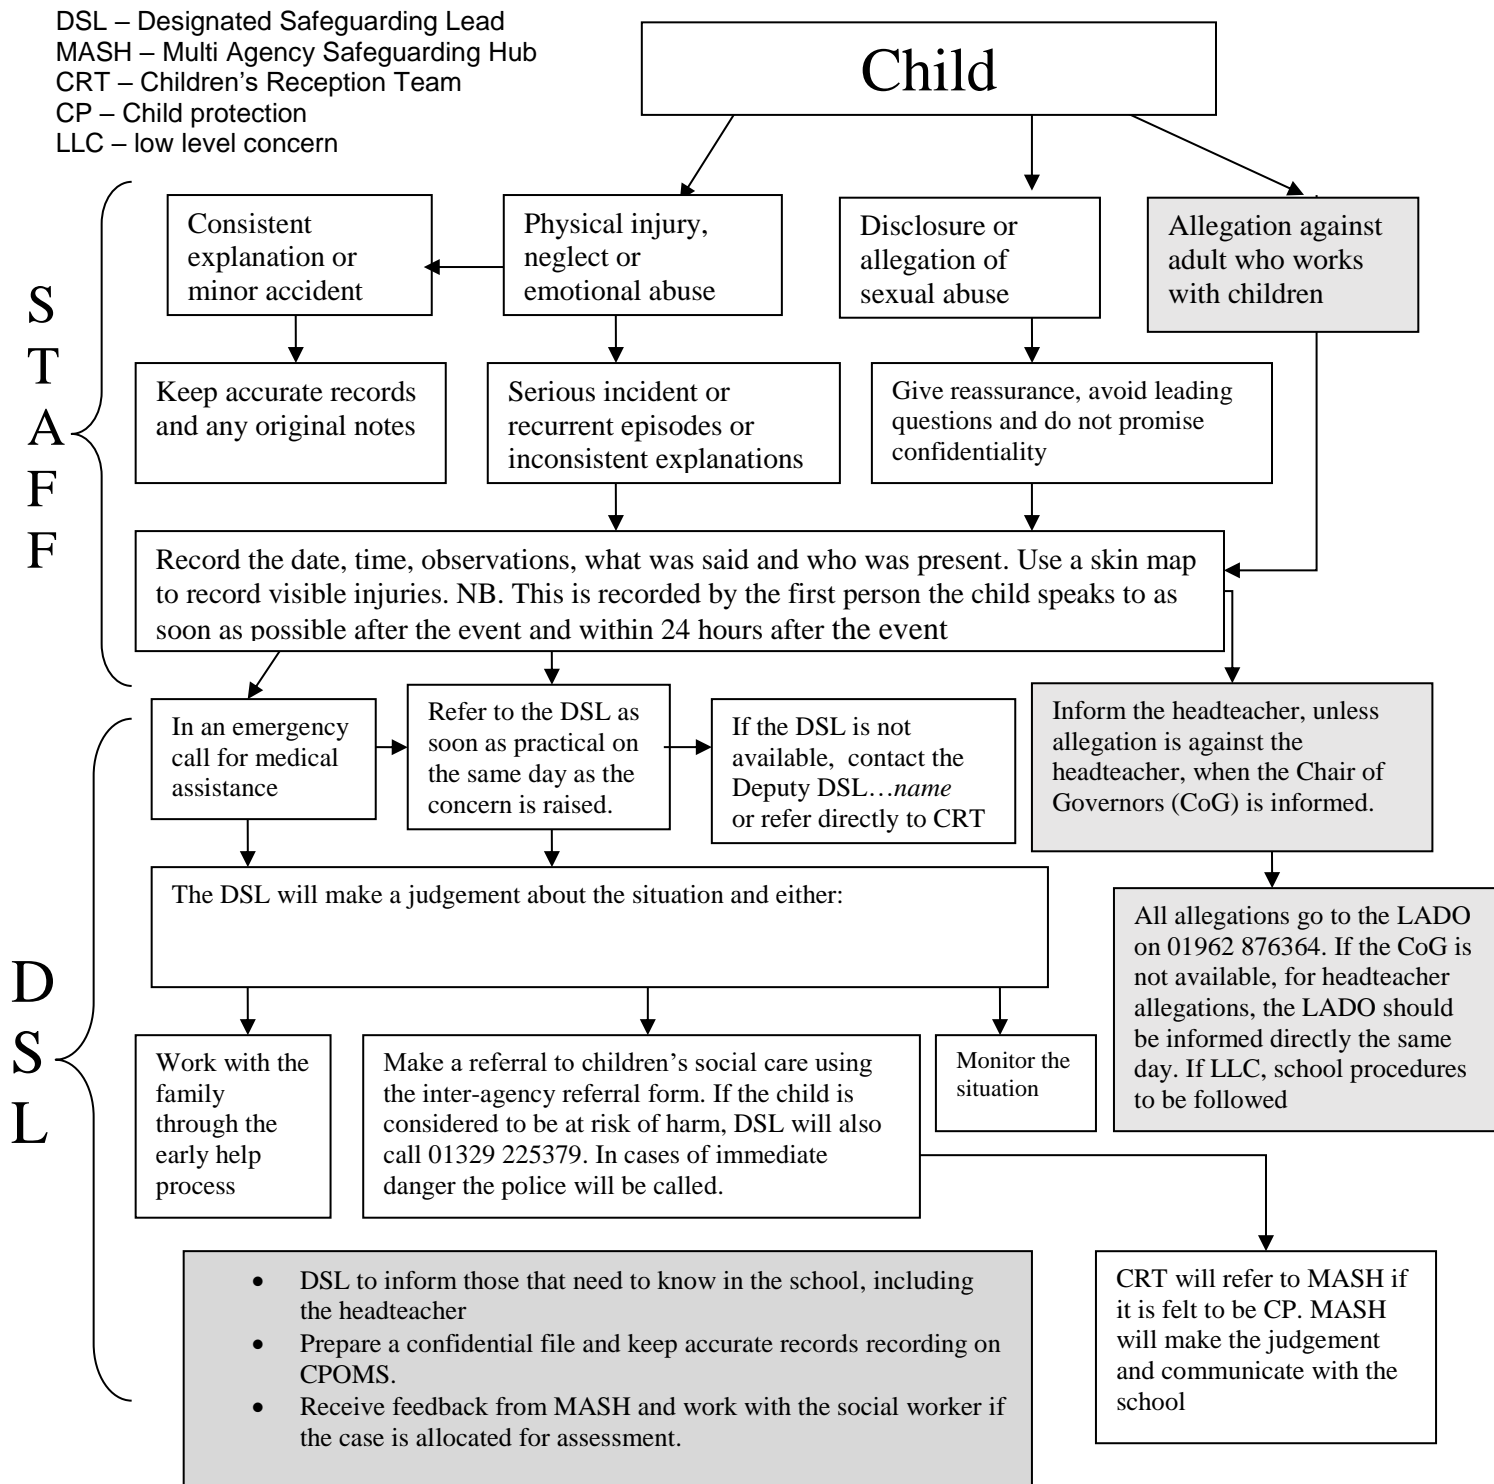 DSL – Designated Safeguarding Lead
MASH – Multi Agency Safeguarding Hub
CRT – Children's Reception Team
CP – Child protection
LLC – low level concern
Child
S
T
A
F
F
Consistent
explanation or
minor accident
Physical injury,
neglect or
emotional abuse
Disclosure or
allegation of
sexual abuse
Allegation against
adult who works
with children
Keep accurate records
and any original notes
Serious incident or
recurrent episodes or
inconsistent explanations
Give reassurance, avoid leading
questions and do not promise
confidentiality
Record the date, time, observations, what was said and who was present. Use a skin map
to record visible injuries. NB. This is recorded by the first person the child speaks to as
soon as possible after the event and within 24 hours after the event
D
S
L
In an emergency
call for medical
assistance
Refer to the DSL as
soon as practical on
the same day as the
concern is raised.
If the DSL is not
available, contact the
Deputy DSL…name
or refer directly to CRT
Inform the headteacher, unless
allegation is against the
headteacher, when the Chair of
Governors (CoG) is informed.
The DSL will make a judgement about the situation and either:
All allegations go to the LADO
on 01962 876364. If the CoG is
not available, for headteacher
allegations, the LADO should
be informed directly the same
day. If LLC, school procedures
to be followed
Work with the
family
through the
early help
process
Make a referral to children's social care using
the inter-agency referral form. If the child is
considered to be at risk of harm, DSL will also
call 01329 225379. In cases of immediate
danger the police will be called.
Monitor the
situation
• DSL to inform those that need to know in the school, including
the headteacher
• Prepare a confidential file and keep accurate records recording on
CPOMS.
• Receive feedback from MASH and work with the social worker if
the case is allocated for assessment.
CRT will refer to MASH if
it is felt to be CP. MASH
will make the judgement
and communicate with the
school